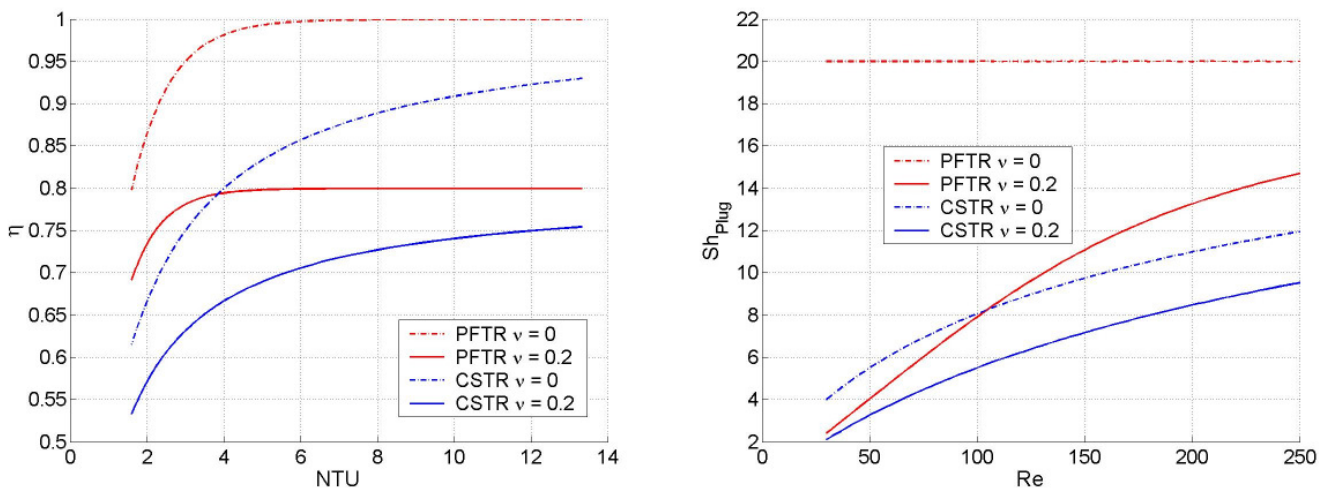 1
0.95
0.9
0.85
0.8
0.75
0.7
0.65
0.6
0.55
0.5
η
0 2 4 6 8 10 12 14
NTU
PFTR ν = 0
PFTR ν = 0.2
CSTR ν = 0
CSTR ν = 0.2
22
20
18
16
14
12
10
8
6
4
2
Sh_Plug
0 50 100 150 200 250
Re
PFTR ν = 0
PFTR ν = 0.2
CSTR ν = 0
CSTR ν = 0.2